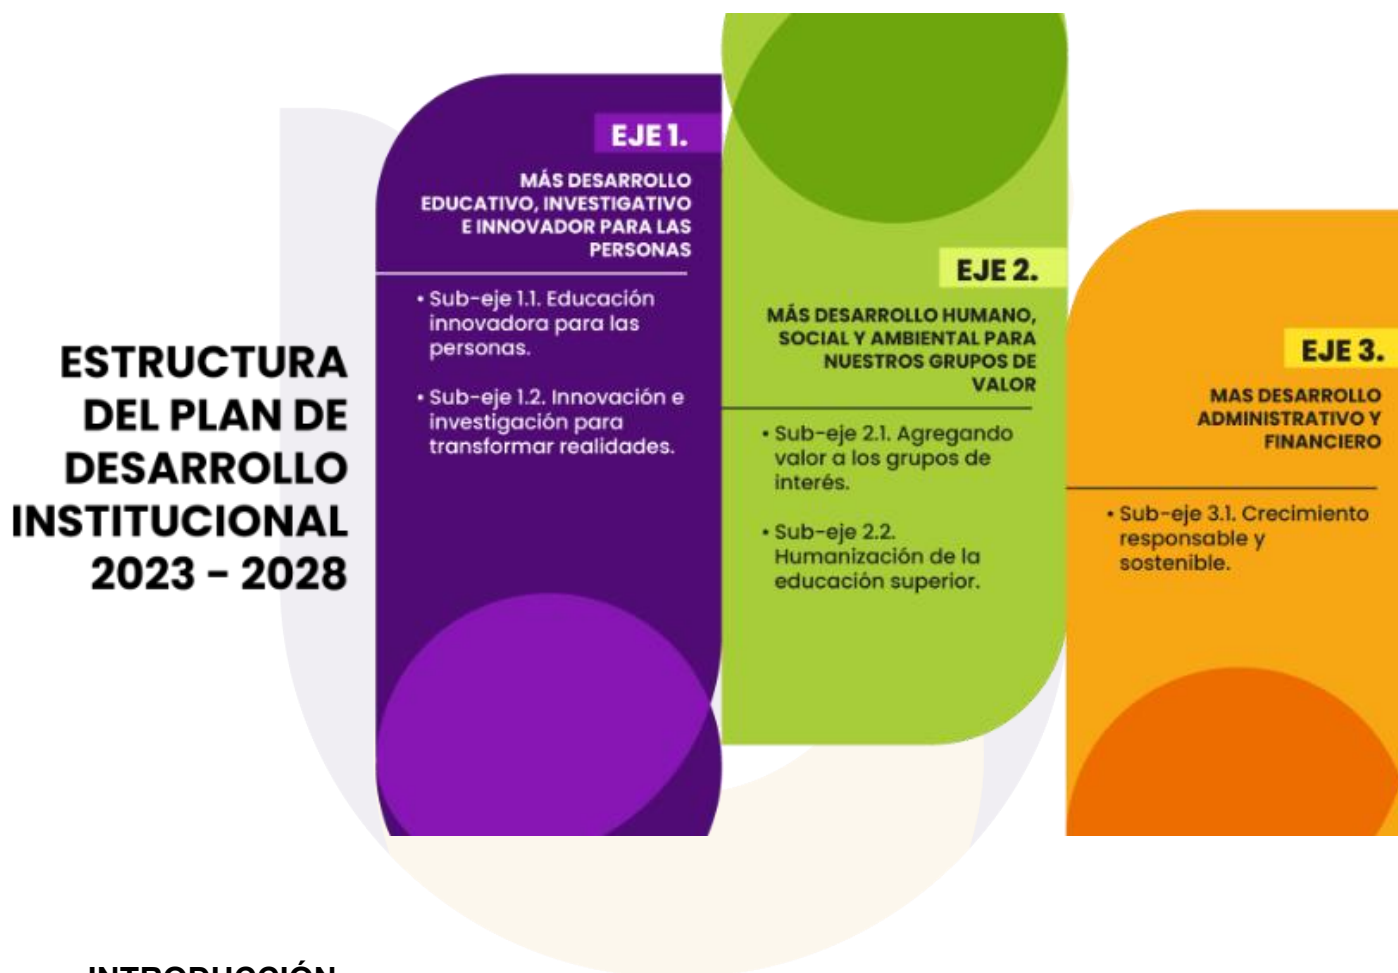 ESTRUCTURA
DEL PLAN DE
DESARROLLO
INSTITUCIONAL
2023 – 2028
EJE 1.
MÁS DESARROLLO
EDUCATIVO, INVESTIGATIVO
E INNOVADOR PARA LAS
PERSONAS
• Sub-eje 1.1. Educación
innovadora para las
personas.
• Sub-eje 1.2. Innovación e
investigación para
transformar realidades.
EJE 2.
MÁS DESARROLLO HUMANO,
SOCIAL Y AMBIENTAL PARA
NUESTROS GRUPOS DE
VALOR
• Sub-eje 2.1. Agregando
valor a los grupos de
interés.
• Sub-eje 2.2.
Humanización de la
educación superior.
EJE 3.
MAS DESARROLLO
ADMINISTRATIVO Y
FINANCIERO
• Sub-eje 3.1. Crecimiento
responsable y
sostenible.
INTRODUCCIÓN